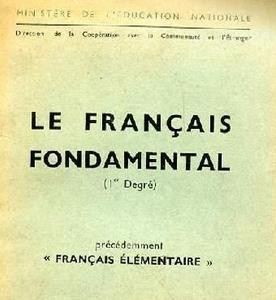 MINISTÈRE DE L'ÉDUCATION NATIONALE
Direction de la Coopération avec la Communauté et l'Étranger
LE FRANÇAIS
FONDAMENTAL
(1er Degré)
précédemment
« FRANÇAIS ÉLÉMENTAIRE »